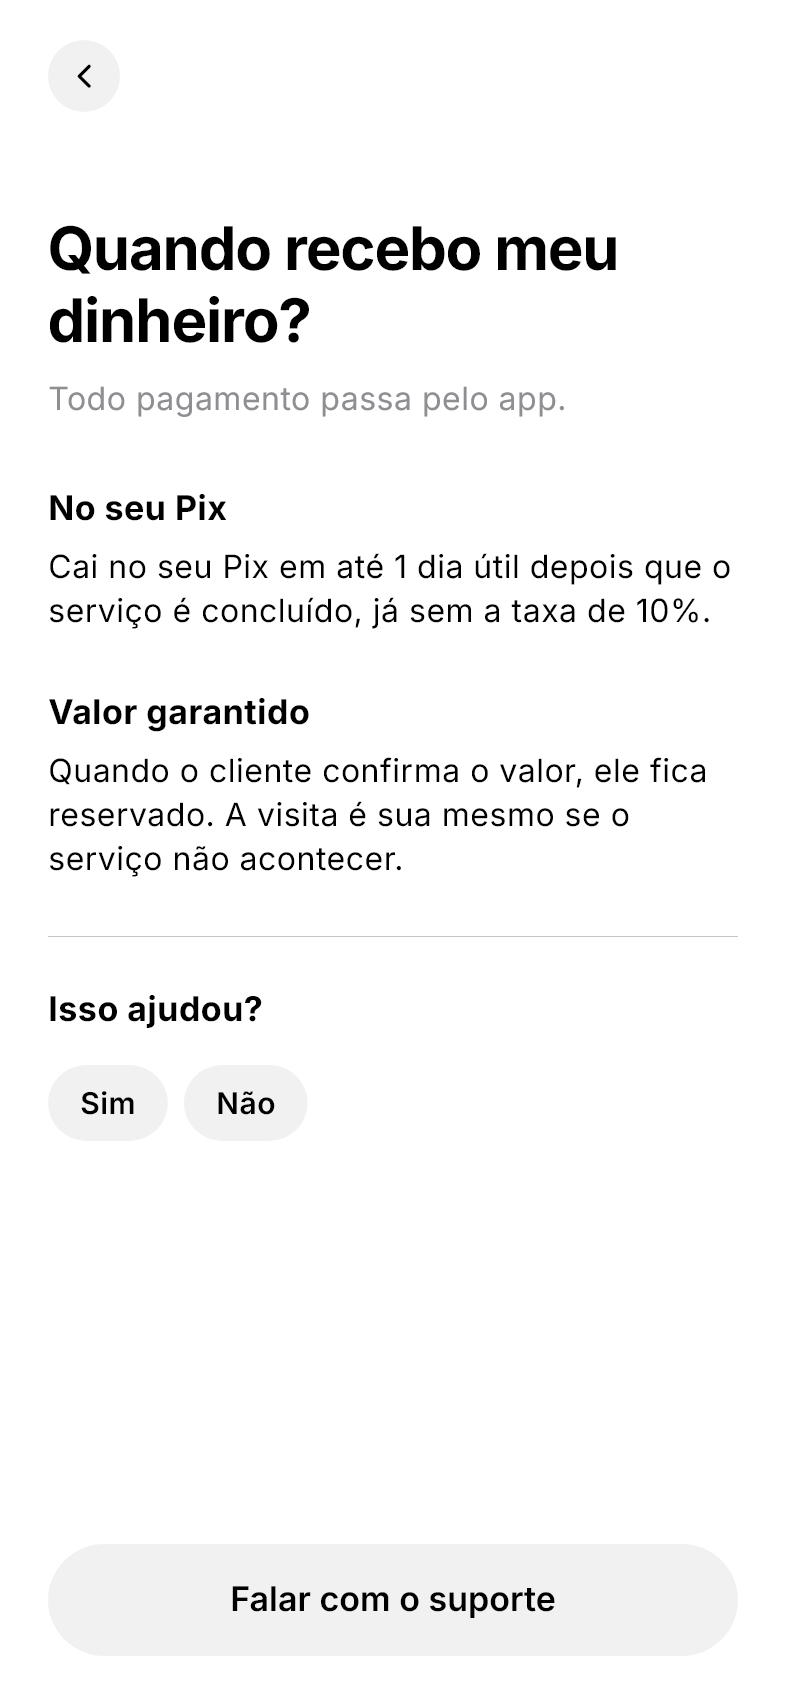 Quando recebo meu
dinheiro?
Todo pagamento passa pelo app.
No seu Pix
Cai no seu Pix em até 1 dia útil depois que o
serviço é concluído, já sem a taxa de 10%.
Valor garantido
Quando o cliente confirma o valor, ele fica
reservado. A visita é sua mesmo se o
serviço não acontecer.
Isso ajudou?
Sim Não
Falar com o suporte